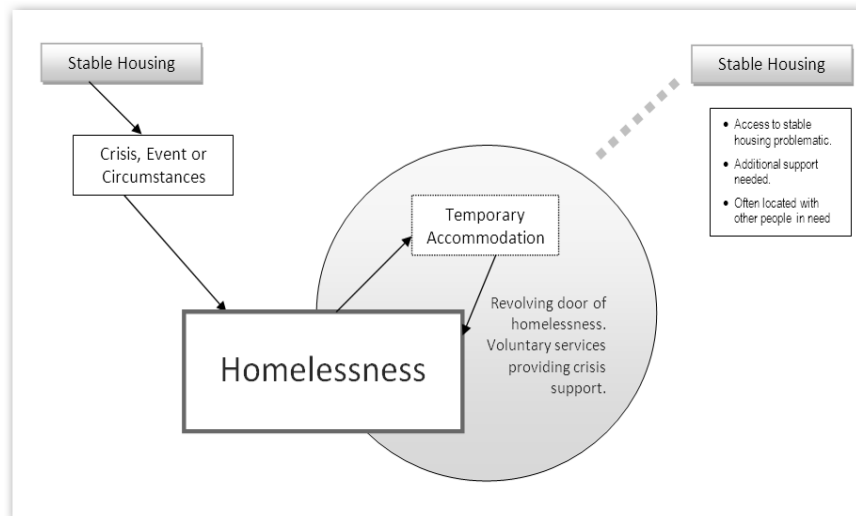 Stable Housing
Crisis, Event or
Circumstances
Homelessness
Temporary
Accommodation
Revolving door of
homelessness.
Voluntary services
providing crisis
support.
Stable Housing
• Access to stable
housing problematic.
• Additional support
needed.
• Often located with
other people in need